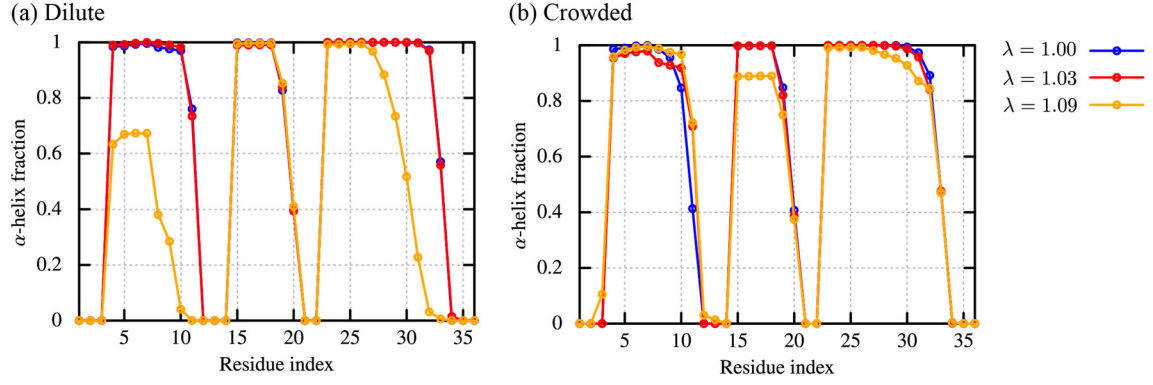 (a) Dilute
1
0.8
0.6
0.4
0.2
0
α-helix fraction
5 10 15 20 25 30 35
Residue index
(b) Crowded
1
0.8
0.6
0.4
0.2
0
α-helix fraction
5 10 15 20 25 30 35
Residue index
λ = 1.00
λ = 1.03
λ = 1.09